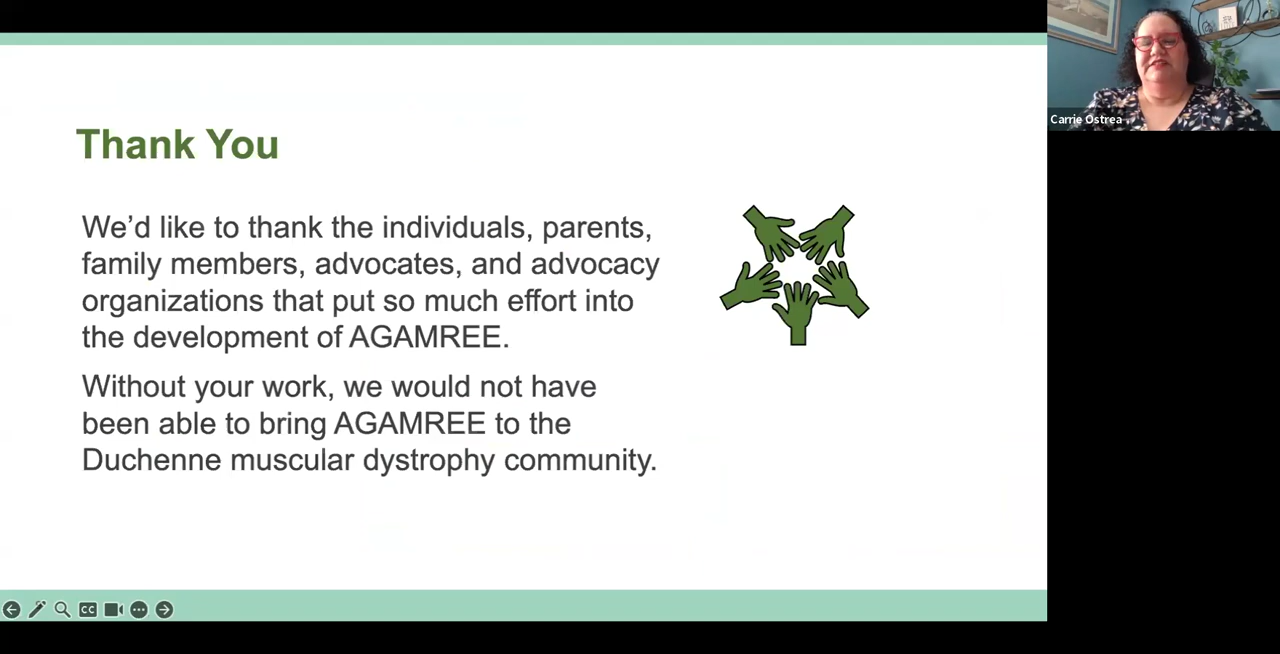 Thank You
We’d like to thank the individuals, parents,
family members, advocates, and advocacy
organizations that put so much effort into
the development of AGAMREE.
Without your work, we would not have
been able to bring AGAMREE to the
Duchenne muscular dystrophy community.
Carrie Ostrea
CC